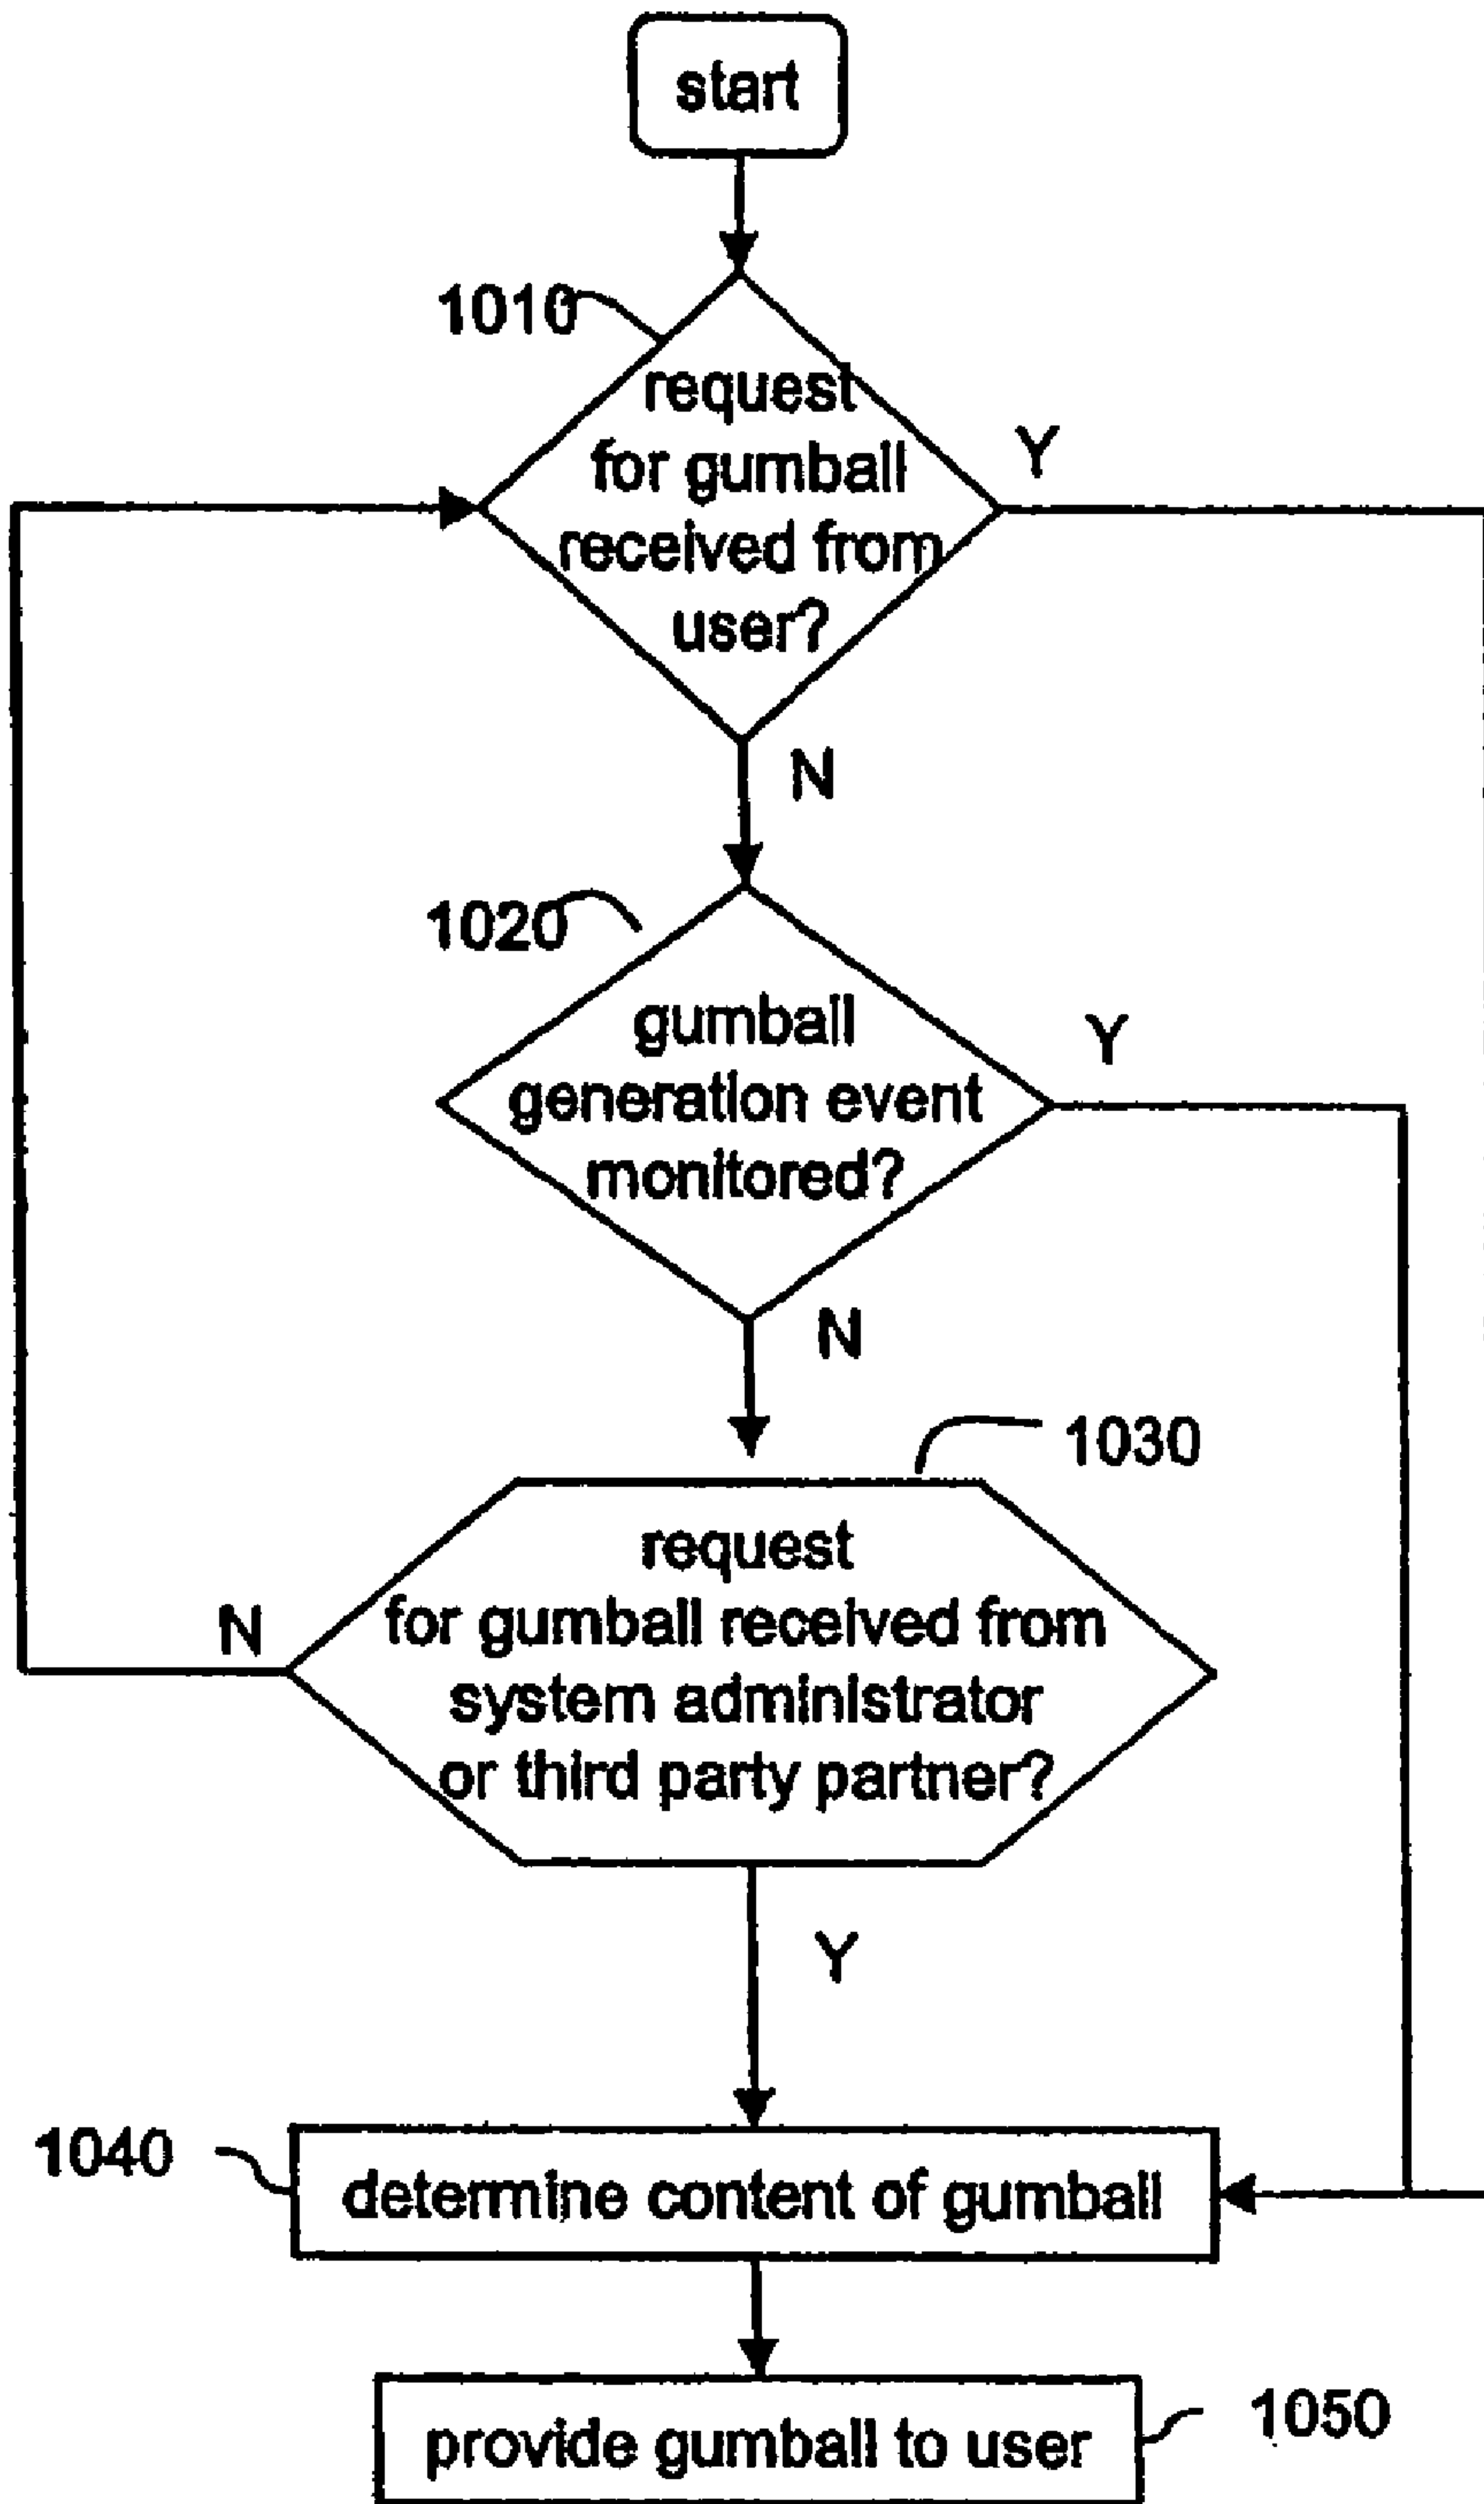 start
1010
request
for gumball
received from
user?
Y
N
1020
gumball
generation event
monitored?
Y
N
1030
request
for gumball received from
system administrator
or third party partner?
N
Y
1040
determine content of gumball
provide gumball to user
1050